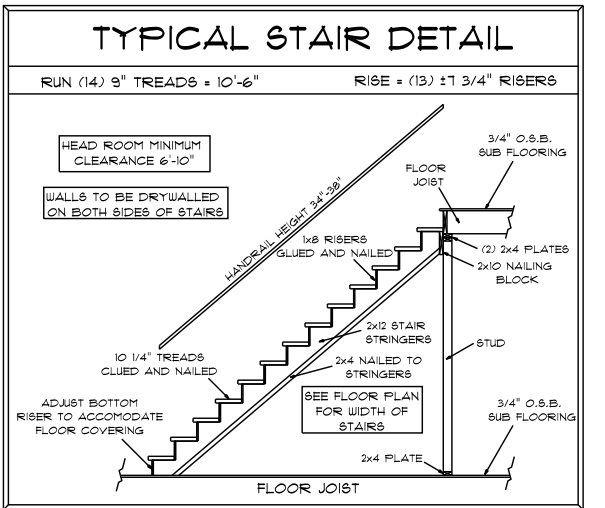 TYPICAL STAIR DETAIL
RUN (14) 9" TREADS = 10'-6"
RISE = (13) ±7 3/4" RISERS
HEAD ROOM MINIMUM
CLEARANCE 6'-10"
WALLS TO BE DRYWALLED
ON BOTH SIDES OF STAIRS
HANDRAIL HEIGHT 34"-38"
3/4" O.S.B.
SUB FLOORING
FLOOR
JOIST
(2) 2x4 PLATES
2x10 NAILING
BLOCK
1x8 RISERS
GLUED AND NAILED
2x12 STAIR
STRINGERS
2x4 NAILED TO
STRINGERS
STUD
10 1/4" TREADS
CLUED AND NAILED
ADJUST BOTTOM
RISER TO ACCOMODATE
FLOOR COVERING
SEE FLOOR PLAN
FOR WIDTH OF
STAIRS
3/4" O.S.B.
SUB FLOORING
2x4 PLATE
FLOOR JOIST